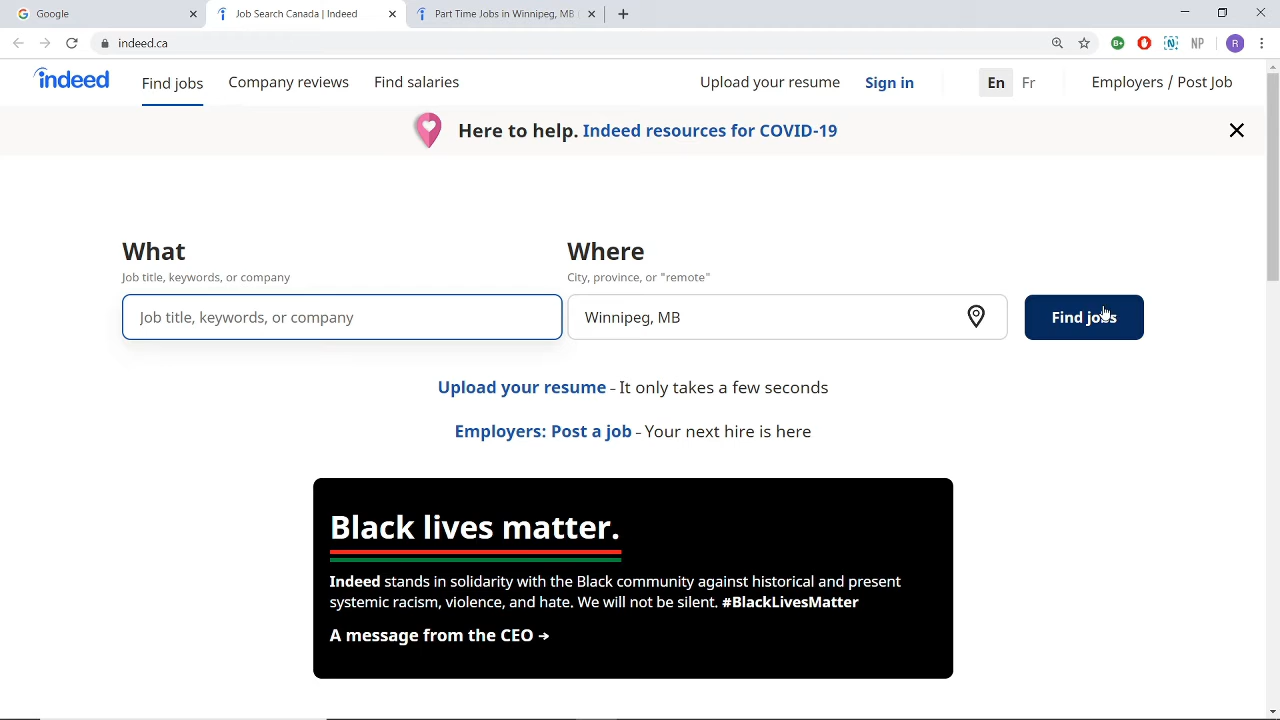 Google
Job Search Canada | Indeed
Part Time Jobs in Winnipeg, MB
indeed.ca
NP
R
indeed
Find jobs
Company reviews
Find salaries
Upload your resume
Sign in
En
Fr
Employers / Post Job
Here to help. Indeed resources for COVID-19
What
Where
Job title, keywords, or company
City, province, or "remote"
Job title, keywords, or company
Winnipeg, MB
Find jobs
Upload your resume - It only takes a few seconds
Employers: Post a job - Your next hire is here
Black lives matter.
Indeed stands in solidarity with the Black community against historical and present
systemic racism, violence, and hate. We will not be silent. #BlackLivesMatter
A message from the CEO →